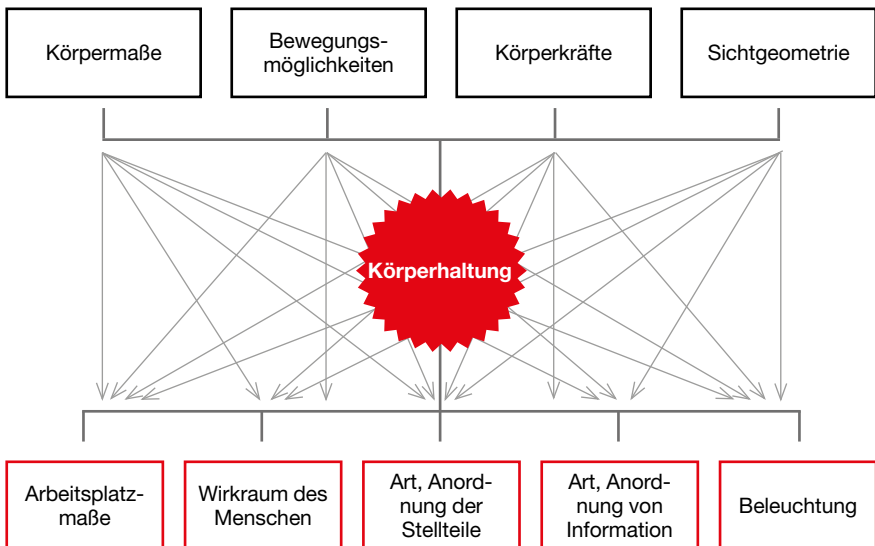 Körpermaße
Bewegungs-
möglichkeiten
Körperkräfte
Sichtgeometrie
Körperhaltung
Arbeitsplatz-
maße
Wirkraum des
Menschen
Art, Anord-
nung der
Stellteile
Art, Anord-
nung von
Information
Beleuchtung